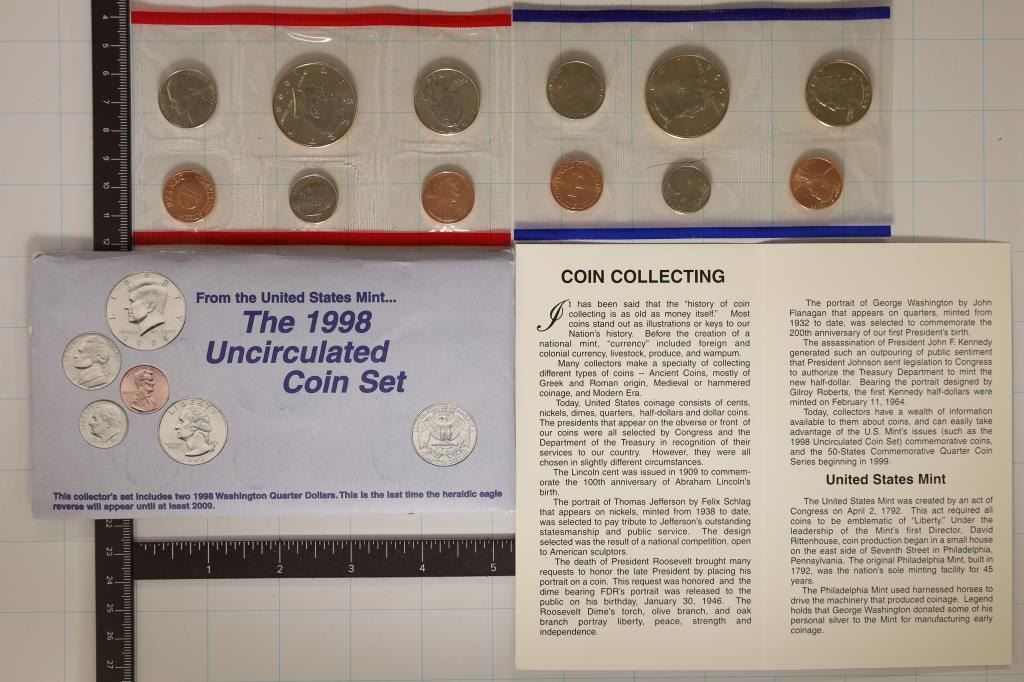 From the United States Mint...
The 1998
Uncirculated
Coin Set
This collector's set includes two 1998 Washington Quarter Dollars. This is the last time the heraldic eagle
reverse will appear until at least 2009.
COIN COLLECTING
It has been said that the "history of coin
collecting is as old as money itself." Most
coins stand out as illustrations or keys to our
Nation's history. Before the creation of a
national mint, "currency" included foreign and
colonial currency, livestock, produce, and wampum.
Many collectors make a specialty of collecting
different types of coins -- Ancient Coins, mostly of
Greek and Roman origin, Medieval or hammered
coinage, and Modern Era.
Today, United States coinage consists of cents,
nickels, dimes, quarters, half-dollars and dollar coins.
The presidents that appear on the obverse or front of
our coins were all selected by Congress and the
Department of the Treasury in recognition of their
services to our country. However, they were all
chosen in slightly different circumstances.
The Lincoln cent was issued in 1909 to commem-
orate the 100th anniversary of Abraham Lincoln's
birth.
The portrait of Thomas Jefferson by Felix Schlag
that appears on nickels, minted from 1938 to date,
was selected to pay tribute to Jefferson's outstanding
statesmanship and public service. The design
selected was the result of a national competition, open
to American sculptors.
The death of President Roosevelt brought many
requests to honor the late President by placing his
portrait on a coin. This request was honored and the
dime bearing FDR's portrait was released to the
public on his birthday, January 30, 1946. The
Roosevelt Dime's torch, olive branch, and oak
branch portray liberty, peace, strength and
independence.
The portrait of George Washington by John
Flanagan that appears on quarters, minted from
1932 to date, was selected to commemorate the
200th anniversary of our first President's birth.
The assassination of President John F. Kennedy
generated such an outpouring of public sentiment
that President Johnson sent legislation to Congress
to authorize the Treasury Department to mint the
new half-dollar. Bearing the portrait designed by
Gilroy Roberts, the first Kennedy half-dollars were
minted on February 11, 1964.
Today, collectors have a wealth of information
available to them about coins, and can easily take
advantage of the U.S. Mint's issues (such as the
1998 Uncirculated Coin Set) commemorative coins,
and the 50-States Commemorative Quarter Coin
Series beginning in 1999.
United States Mint
The United States Mint was created by an act of
Congress on April 2, 1792. This act required all
coins to be emblematic of "Liberty." Under the
leadership of the Mint's first Director, David
Rittenhouse, coin production began in a small house
on the east side of Seventh Street in Philadelphia,
Pennsylvania. The original Philadelphia Mint, built in
1792, was the nation's sole minting facility for 45
years.
The Philadelphia Mint used harnessed horses to
drive the machinery that produced coinage. Legend
holds that George Washington donated some of his
personal silver to the Mint for manufacturing early
coinage.
4
5
6
7
8
9
10
11
12
22
23
24
25
26
27
1 2 3 4 5